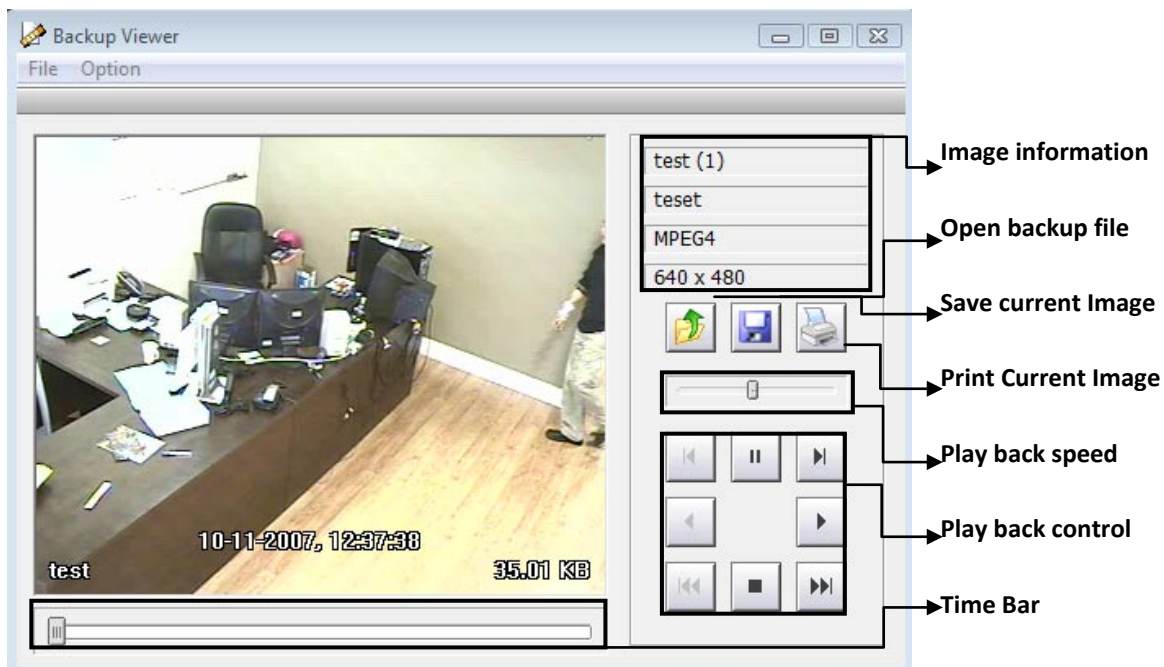 Backup Viewer
File Option
test (1)
teset
MPEG4
640 x 480
10-11-2007, 12:37:38
test 35.01 KB
Image information
Open backup file
Save current Image
Print Current Image
Play back speed
Play back control
Time Bar